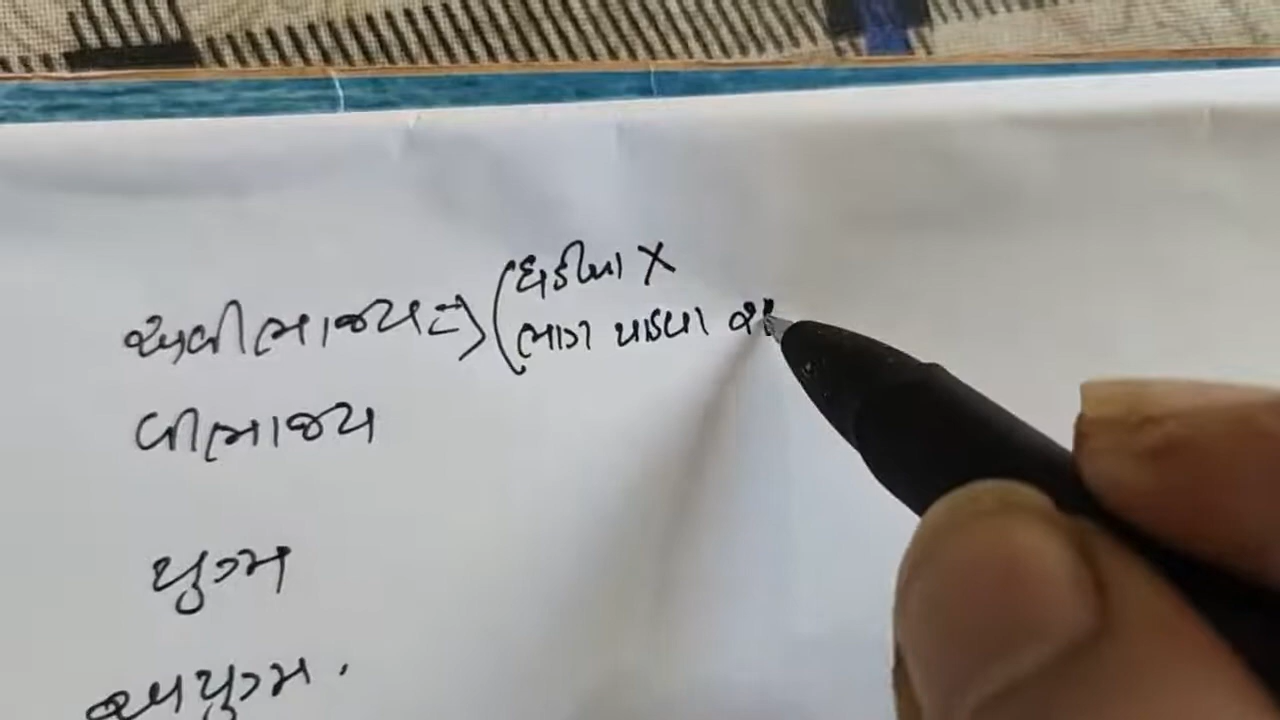 અવીભાજ્ય => ( ઘડીયા X
ભાગ પાડવા
વીભાજ્ય
યુગ્મ
અયુગ્મ.